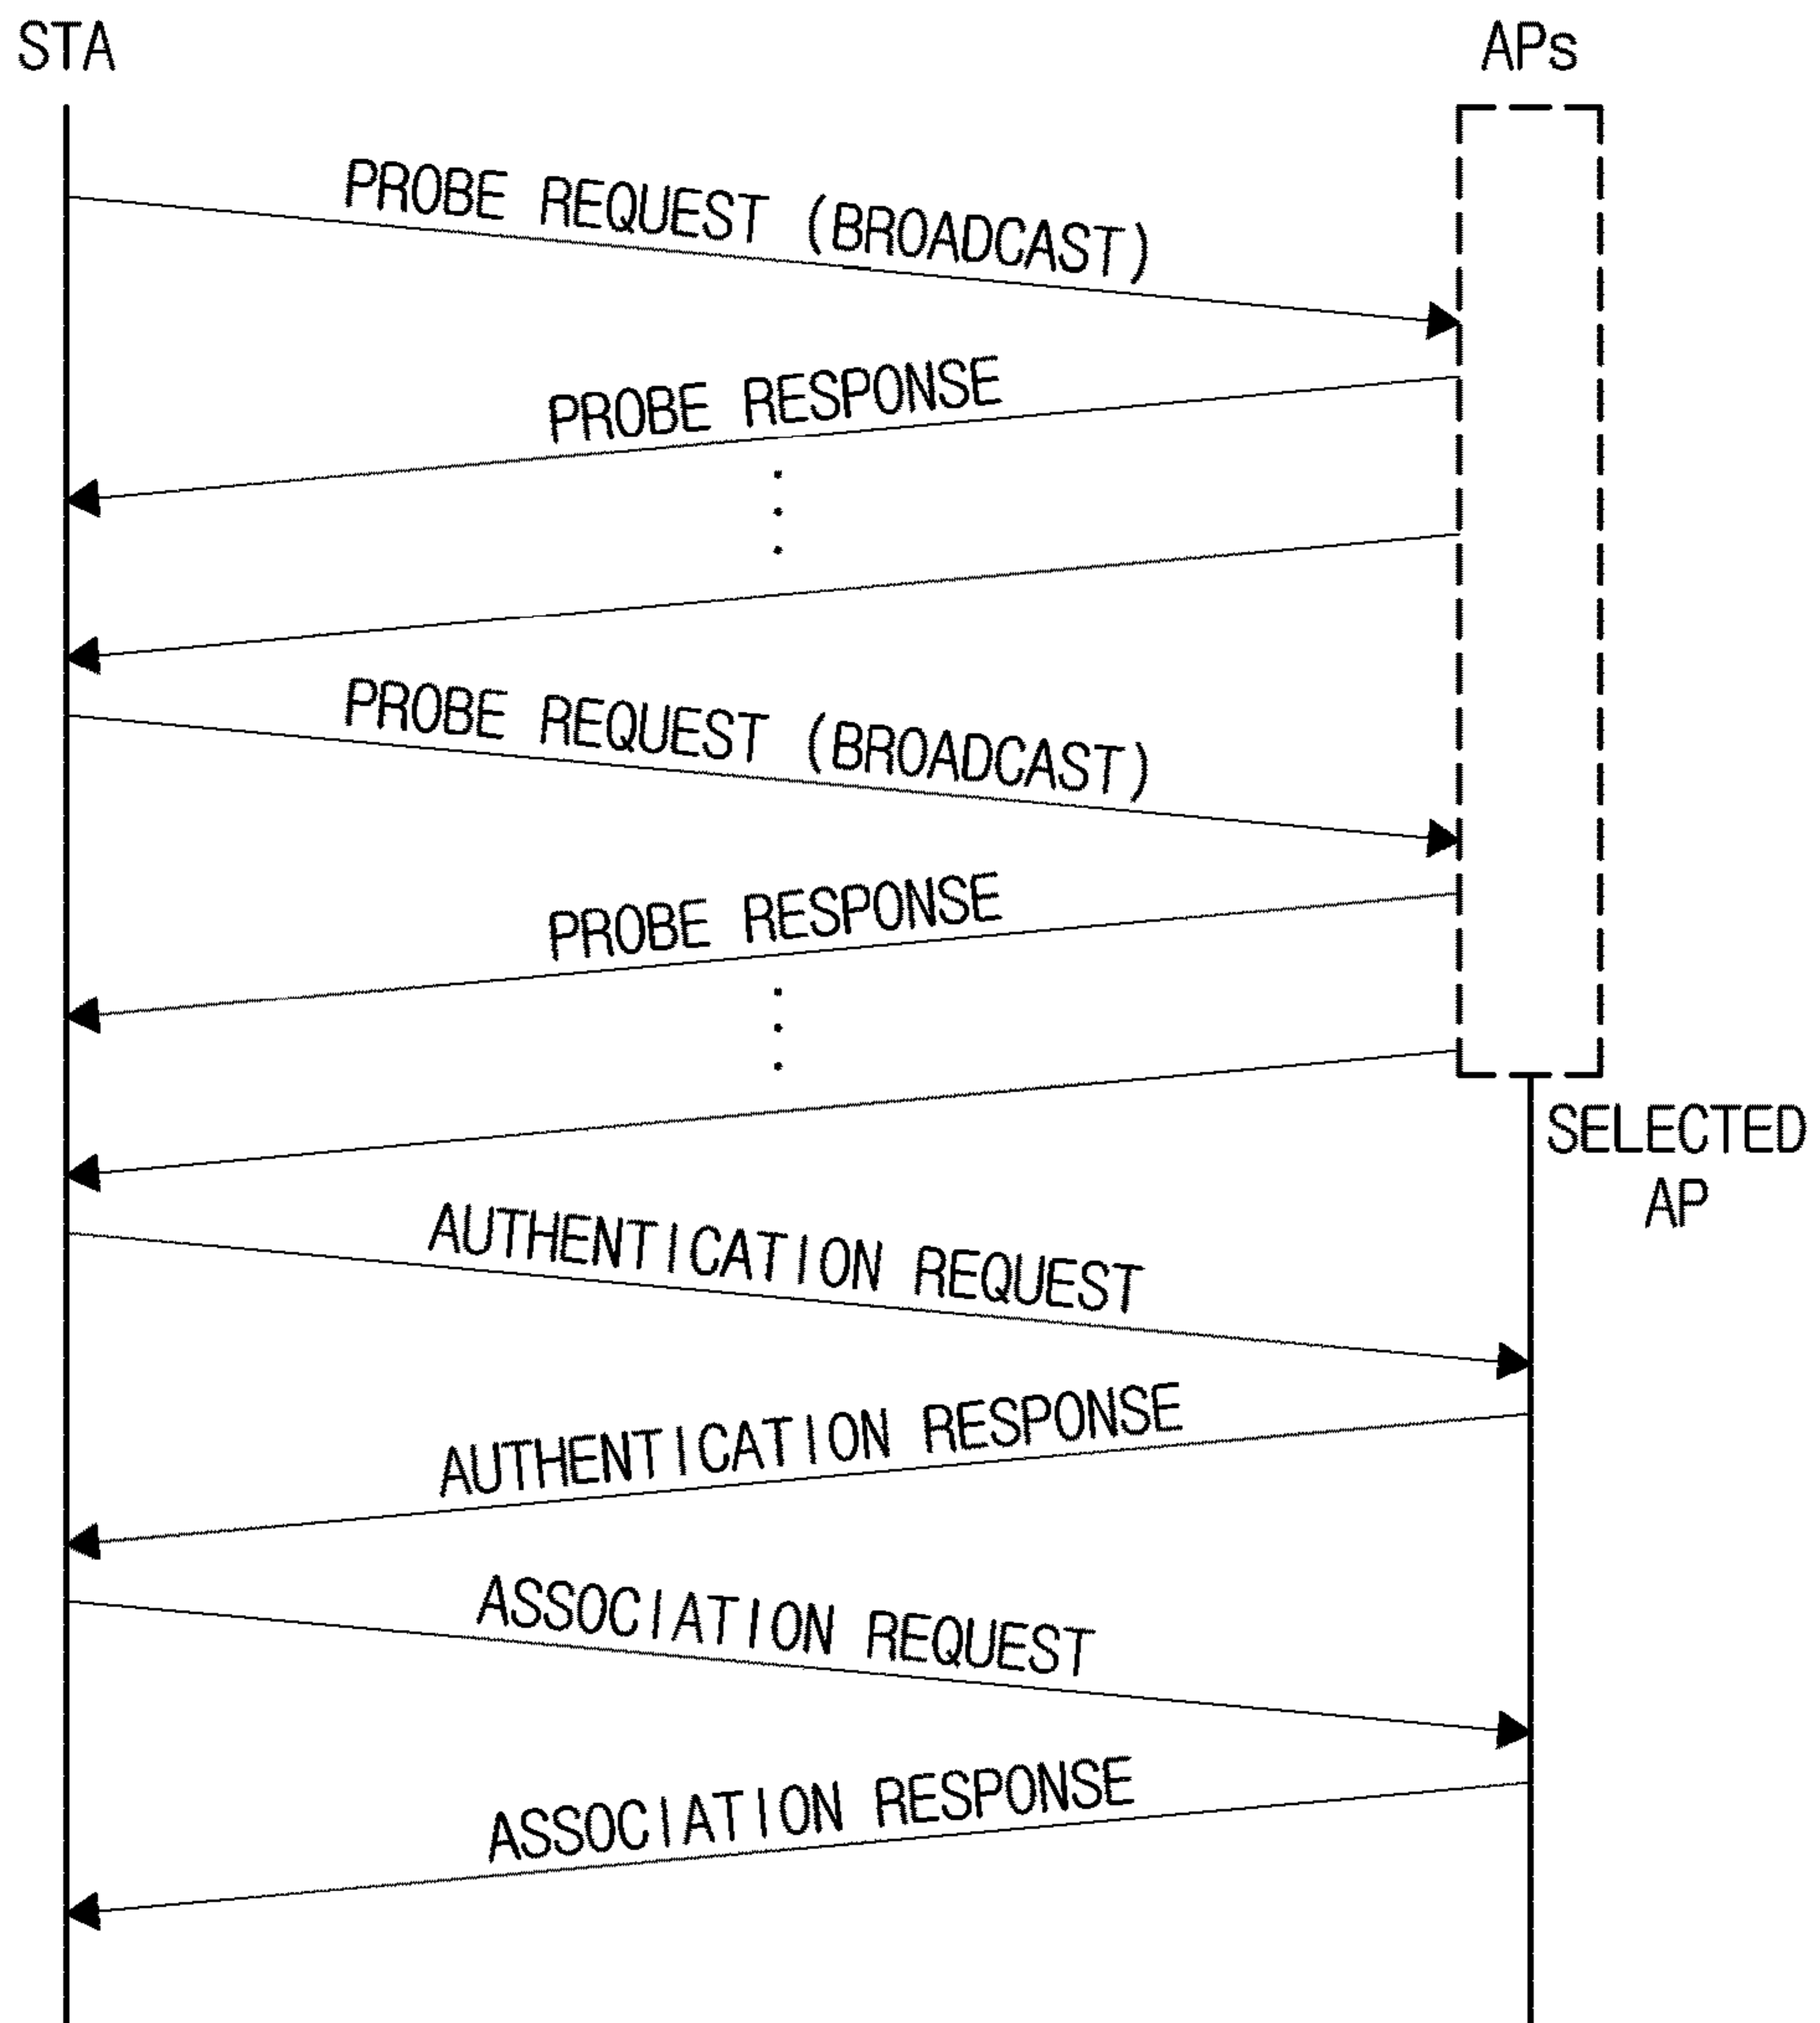 STA
APs
PROBE REQUEST (BROADCAST)
PROBE RESPONSE
PROBE REQUEST (BROADCAST)
PROBE RESPONSE
SELECTED
AP
AUTHENTICATION REQUEST
AUTHENTICATION RESPONSE
ASSOCIATION REQUEST
ASSOCIATION RESPONSE